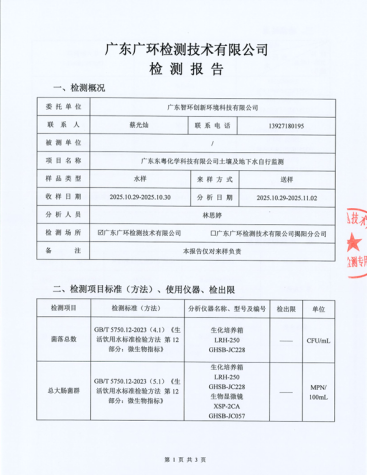 广东广环检测技术有限公司
检 测 报 告
一、检测概况
委 托 单 位 广东智环创新环境科技有限公司
联 系 人 蔡光灿 联 系 电 话 13927180195
被 测 单 位 /
项 目 名 称 广东东粤化学科技有限公司土壤及地下水自行监测
样 品 类 型 水样 来 样 方 式 送样
收 样 日 期 2025.10.29-2025.10.30 分 析 日 期 2025.10.29-2025.11.02
分 析 人 员 林思婷
检 测 场 所 ☑广东广环检测技术有限公司 ☐广东广环检测技术有限公司揭阳分公司
备 注 本报告仅对来样负责
二、检测项目标准(方法)、使用仪器、检出限
检测项目 检测标准(方法) 分析仪器名称、型号及编号 检出限 单位
菌落总数 GB/T 5750.12-2023(4.1)《生
活饮用水标准检验方法 第 12
部分:微生物指标》
生化培养箱
LRH-250
GHSB-JC228
——
CFU/mL
总大肠菌群 GB/T 5750.12-2023(5.1)《生
活饮用水标准检验方法 第 12
部分:微生物指标》
生化培养箱
LRH-250
GHSB-JC228
生物显微镜
XSP-2CA
GHSB-JC057
——
MPN/
100mL
第 1 页 共 3 页